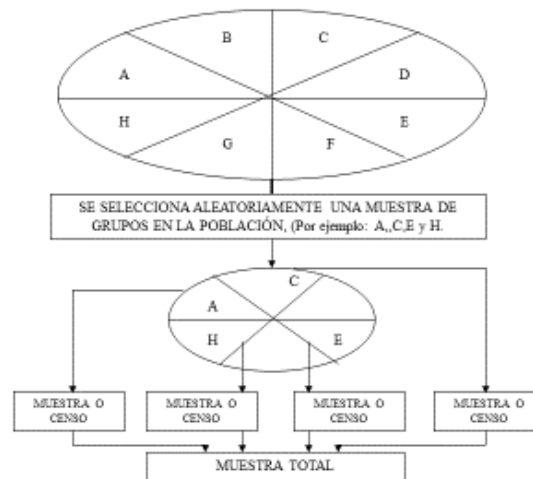 B C
A D
H E
G F
SE SELECCIONA ALEATORIAMENTE UNA MUESTRA DE
GRUPOS EN LA POBLACIÓN, (Por ejemplo: A,,C,E y H.
C
A
H E
MUESTRA O
CENSO
MUESTRA O
CENSO
MUESTRA O
CENSO
MUESTRA O
CENSO
MUESTRA TOTAL